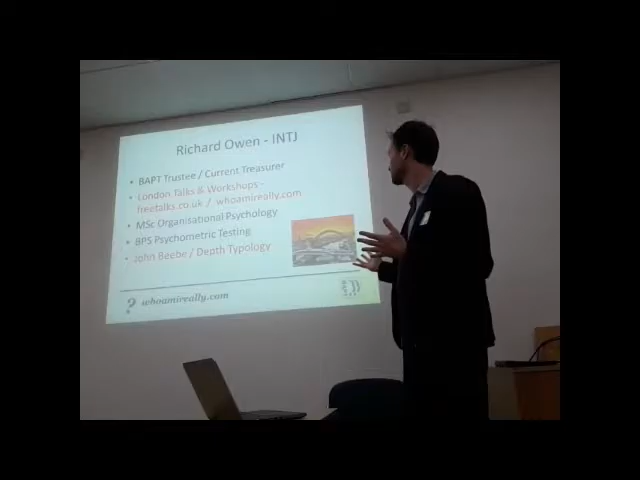 Richard Owen - INTJ
• BAPT Trustee / Current Treasurer
• London Talks & Workshops -
freetalks.co.uk / whoamireally.com
• MSc Organisational Psychology
• BPS Psychometric Testing
• John Beebe / Depth Typology
? whoamireally.com